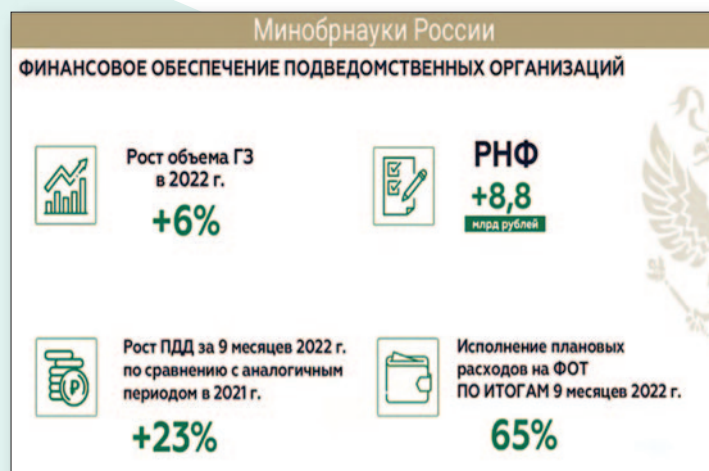 Минобрнауки России
ФИНАНСОВОЕ ОБЕСПЕЧЕНИЕ ПОДВЕДОМСТВЕННЫХ ОРГАНИЗАЦИЙ
Рост объема ГЗ
в 2022 г.
+6%
РНФ
+8,8
млрд рублей
Рост ПДД за 9 месяцев 2022 г.
по сравнению с аналогичным
периодом в 2021 г.
+23%
Исполнение плановых
расходов на ФОТ
ПО ИТОГАМ 9 месяцев 2022 г.
65%